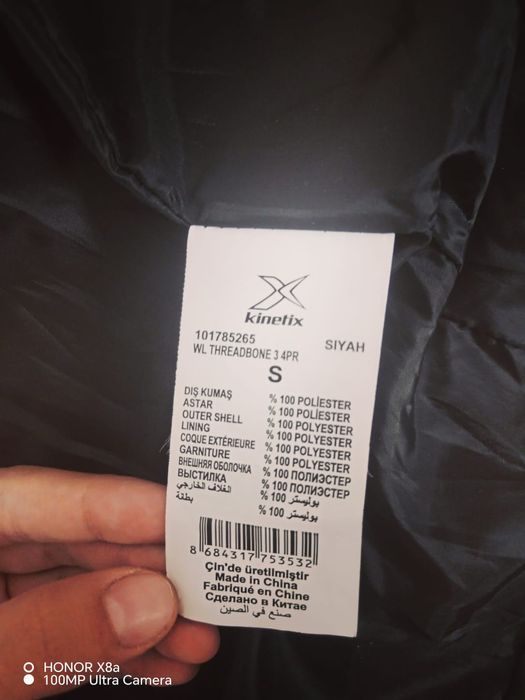 kinetix
101785265 SIYAH
WL THREADBONE 3 4PR
S
DIŞ KUMAŞ % 100 POLİESTER
ASTAR % 100 POLİESTER
OUTER SHELL % 100 POLYESTER
LINING % 100 POLYESTER
COQUE EXTÉRIEURE % 100 POLYESTER
GARNITURE % 100 POLYESTER
ВНЕШНЯЯ ОБОЛОЧКА % 100 ПОЛИЭСТЕР
ВЫСТИЛКА % 100 ПОЛИЭСТЕР
الغلاف الخارجي % 100 بوليستر
بطانة % 100 بوليستر
8 684317 753532
Çin'de üretilmiştir
Made in China
Fabriqué en Chine
Сделано в Китае
صنع في الصين
HONOR X8a
100MP Ultra Camera